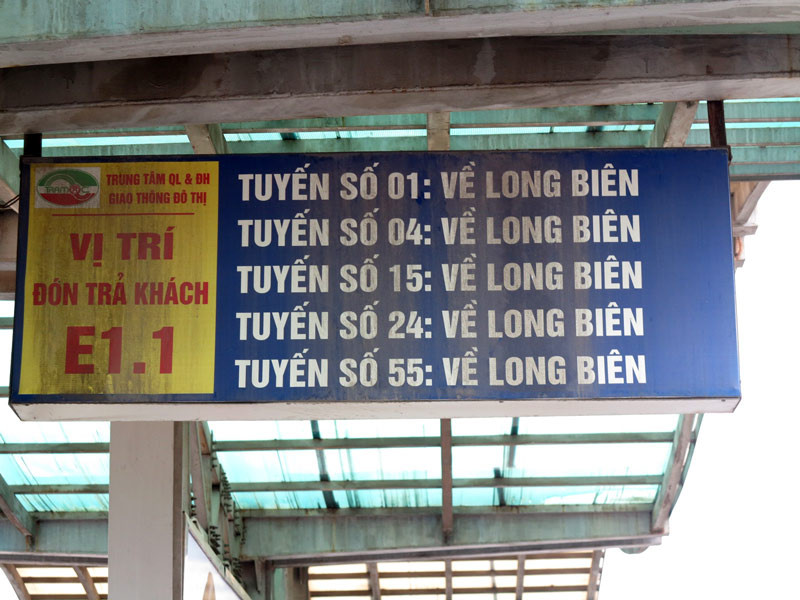 TRUNG TÂM QL & ĐH
GIAO THÔNG ĐÔ THỊ
VỊ TRÍ
ĐÓN TRẢ KHÁCH
E1.1
TUYẾN SỐ 01: VỀ LONG BIÊN
TUYẾN SỐ 04: VỀ LONG BIÊN
TUYẾN SỐ 15: VỀ LONG BIÊN
TUYẾN SỐ 24: VỀ LONG BIÊN
TUYẾN SỐ 55: VỀ LONG BIÊN